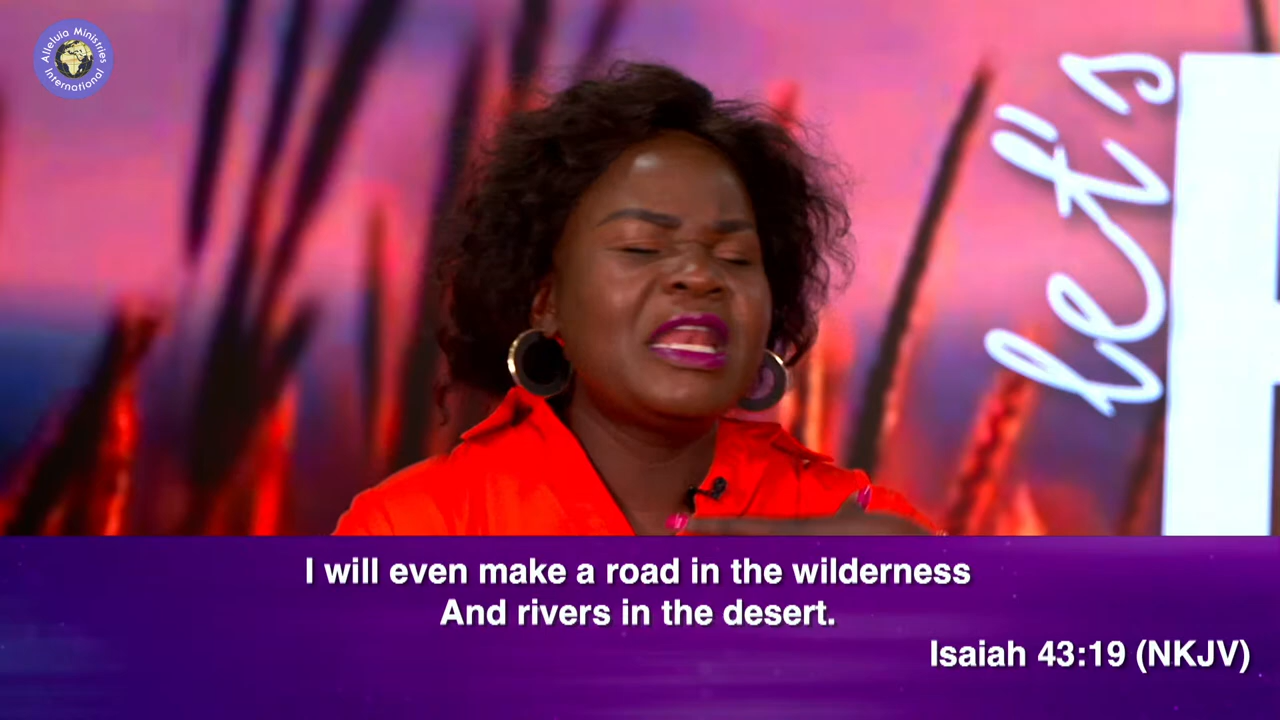 Alleluia Ministries
International
let's
I will even make a road in the wilderness
And rivers in the desert.
Isaiah 43:19 (NKJV)